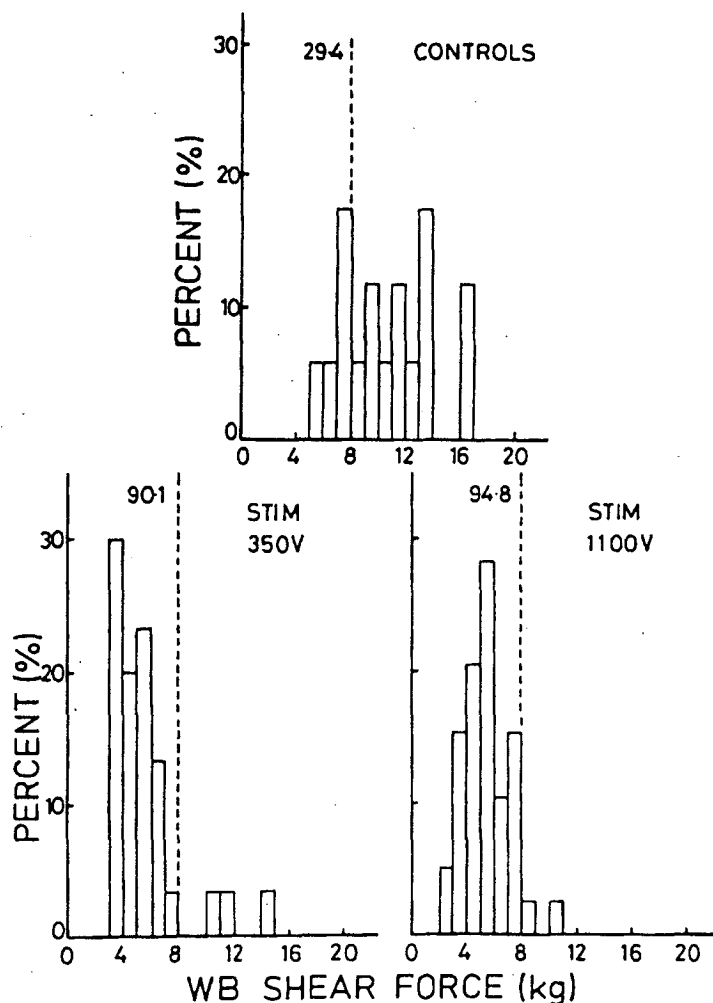 29.4 CONTROLS
30
20
10
0
PERCENT (%)
0 4 8 12 16 20
90.1 STIM 350V
30
20
10
0
PERCENT (%)
0 4 8 12 16 20
94.8 STIM 1100V
0 4 8 12 16 20
WB SHEAR FORCE (kg)